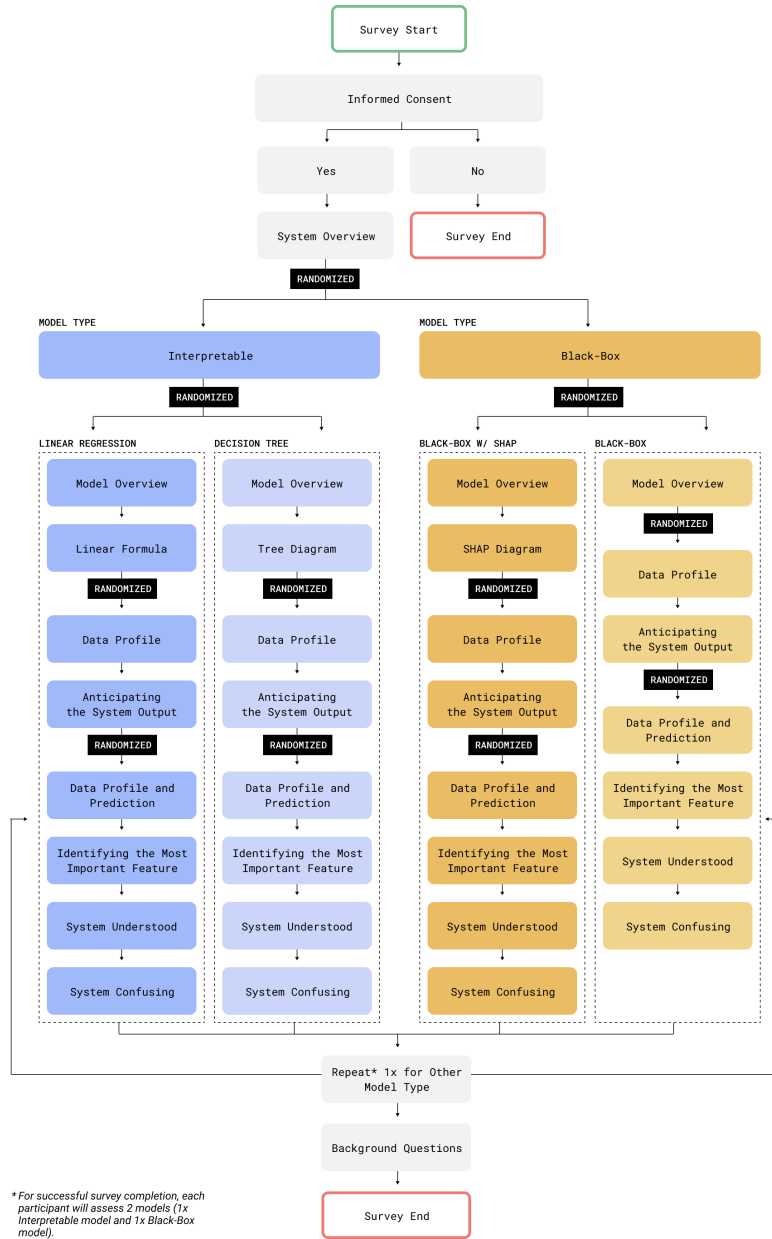 Survey Start
Informed Consent
Yes
No
System Overview
Survey End
RANDOMIZED
MODEL TYPE
Interpretable
RANDOMIZED
MODEL TYPE
Black-Box
RANDOMIZED
LINEAR REGRESSION
Model Overview
Linear Formula
RANDOMIZED
Data Profile
Anticipating
the System Output
RANDOMIZED
Data Profile and
Prediction
Identifying the Most
Important Feature
System Understood
System Confusing
DECISION TREE
Model Overview
Tree Diagram
RANDOMIZED
Data Profile
Anticipating
the System Output
RANDOMIZED
Data Profile and
Prediction
Identifying the Most
Important Feature
System Understood
System Confusing
BLACK-BOX W/ SHAP
Model Overview
SHAP Diagram
RANDOMIZED
Data Profile
Anticipating
the System Output
RANDOMIZED
Data Profile and
Prediction
Identifying the Most
Important Feature
System Understood
System Confusing
BLACK-BOX
Model Overview
RANDOMIZED
Data Profile
Anticipating
the System Output
RANDOMIZED
Data Profile and
Prediction
Identifying the Most
Important Feature
System Understood
System Confusing
Repeat* 1x for Other
Model Type
Background Questions
Survey End
* For successful survey completion, each
participant will assess 2 models (1x
Interpretable model and 1x Black-Box
model).